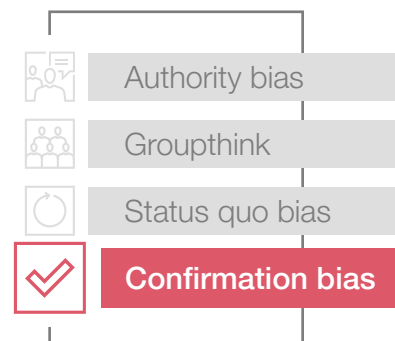 Authority bias
Groupthink
Status quo bias
Confirmation bias